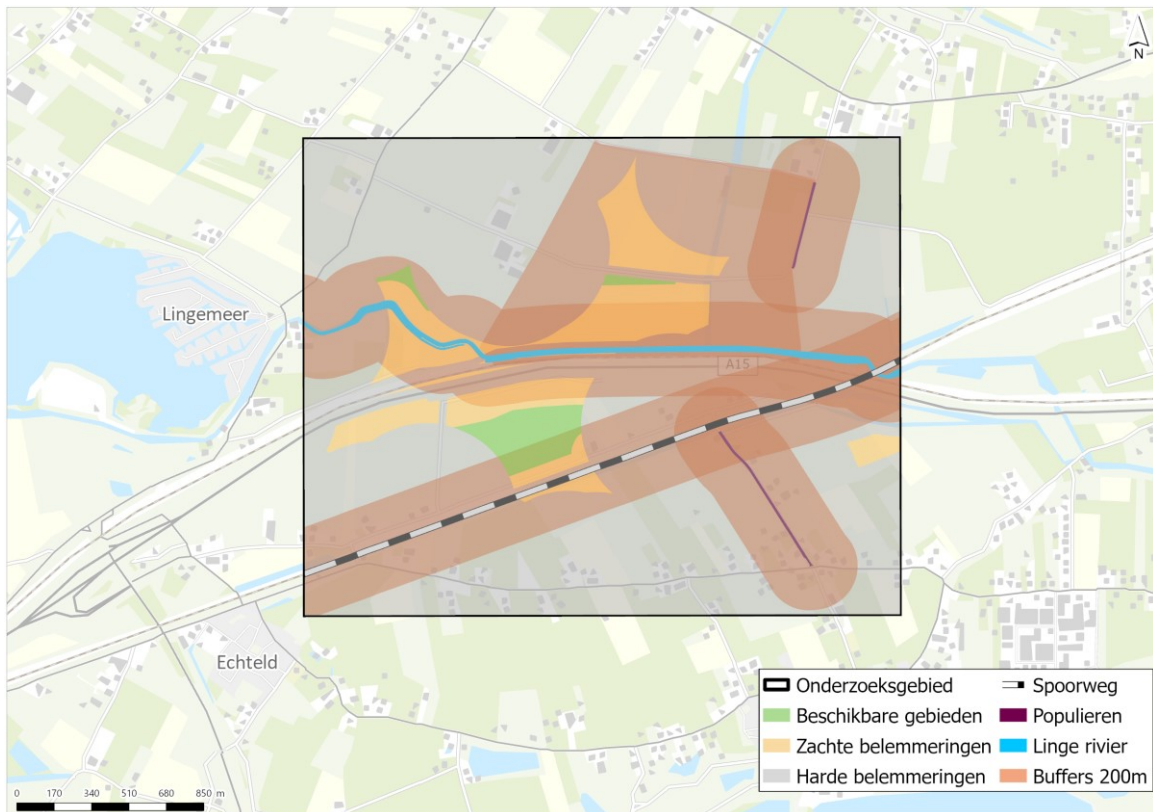 N
Lingemeer
A15
Echteld
Onderzoeksgebied
Beschikbare gebieden
Zachte belemmeringen
Harde belemmeringen
Spoorweg
Populieren
Linge rivier
Buffers 200m
0 170 340 510 680 850 m